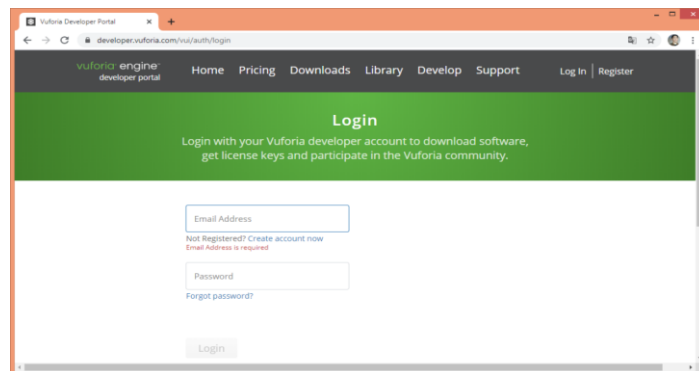 Vuforia Developer Portal
developer.vuforia.com/vui/auth/login
vuforia engine developer portal
Home Pricing Downloads Library Develop Support
Log In | Register
Login
Login with your Vuforia developer account to download software,
get license keys and participate in the Vuforia community.
Email Address
Not Registered? Create account now
Email Address is required
Password
Forgot password?
Login